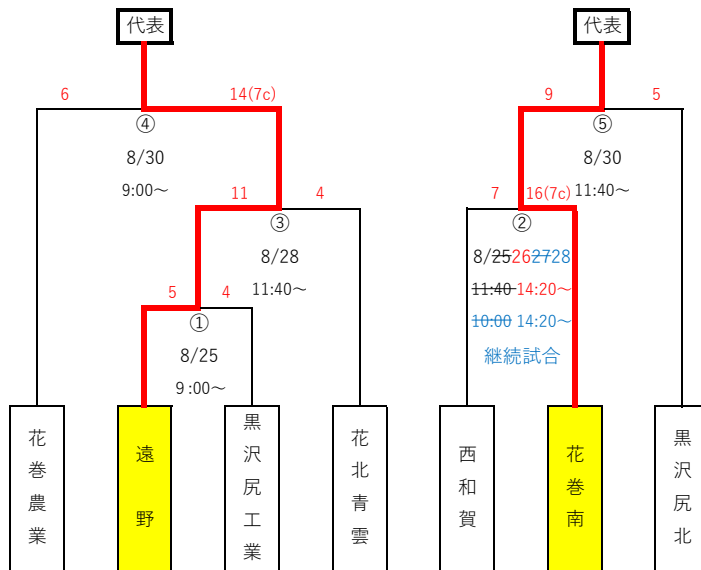 代表 代表
6 14(7c) 9 5
④ ⑤
8/30 8/30
9:00～ 11:40～
11 4 7 16(7c)
③ ②
8/28 8/25262728
11:40～ 11:40 14:20～
5 4 10:00 14:20～
① 継続試合
8/25
9:00～
花巻農業
遠野
黒沢尻工業
花北青雲
西和賀
花巻南
黒沢尻北